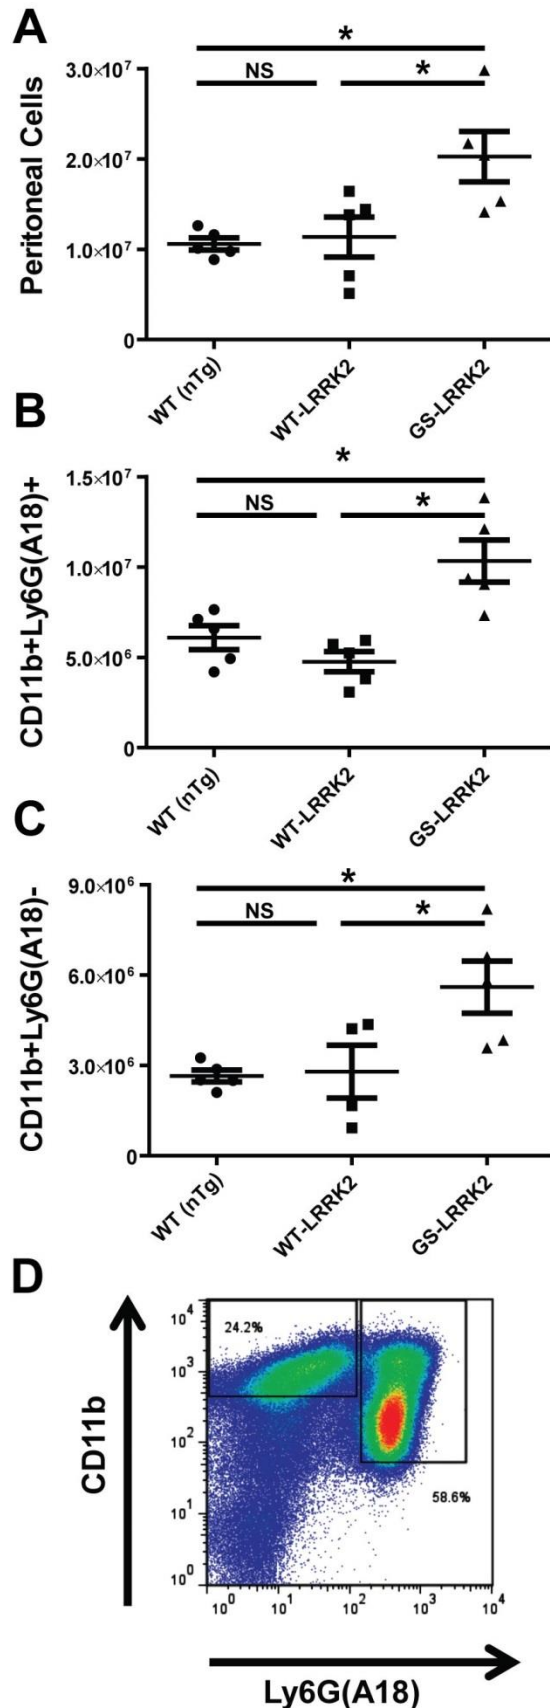 A
*
NS
*
Peritoneal Cells
3.0×10⁷
2.0×10⁷
1.0×10⁷
0
WT (nTg)
WT-LRRK2
GS-LRRK2
B
*
NS
*
CD11b+Ly6G(A18)+
1.5×10⁷
1.0×10⁷
5.0×10⁶
0
WT (nTg)
WT-LRRK2
GS-LRRK2
C
*
NS
*
CD11b+Ly6G(A18)-
9.0×10⁶
6.0×10⁶
3.0×10⁶
0
WT (nTg)
WT-LRRK2
GS-LRRK2
D
CD11b
10⁴
10³
10²
10¹
10⁰
24.2%
58.6%
10⁰ 10¹ 10² 10³ 10⁴
Ly6G(A18)